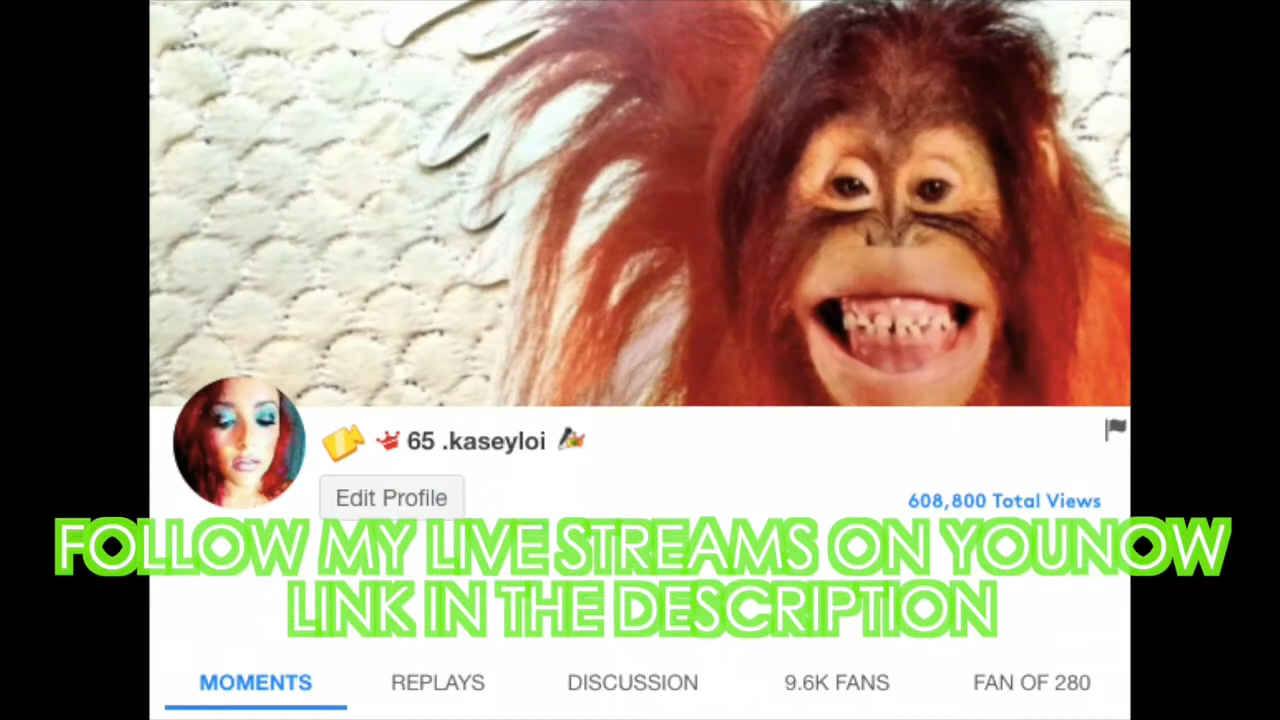 65 .kaseyloi
Edit Profile
608,800 Total Views
FOLLOW MY LIVE STREAMS ON YOUNOW
LINK IN THE DESCRIPTION
MOMENTS REPLAYS DISCUSSION 9.6K FANS FAN OF 280